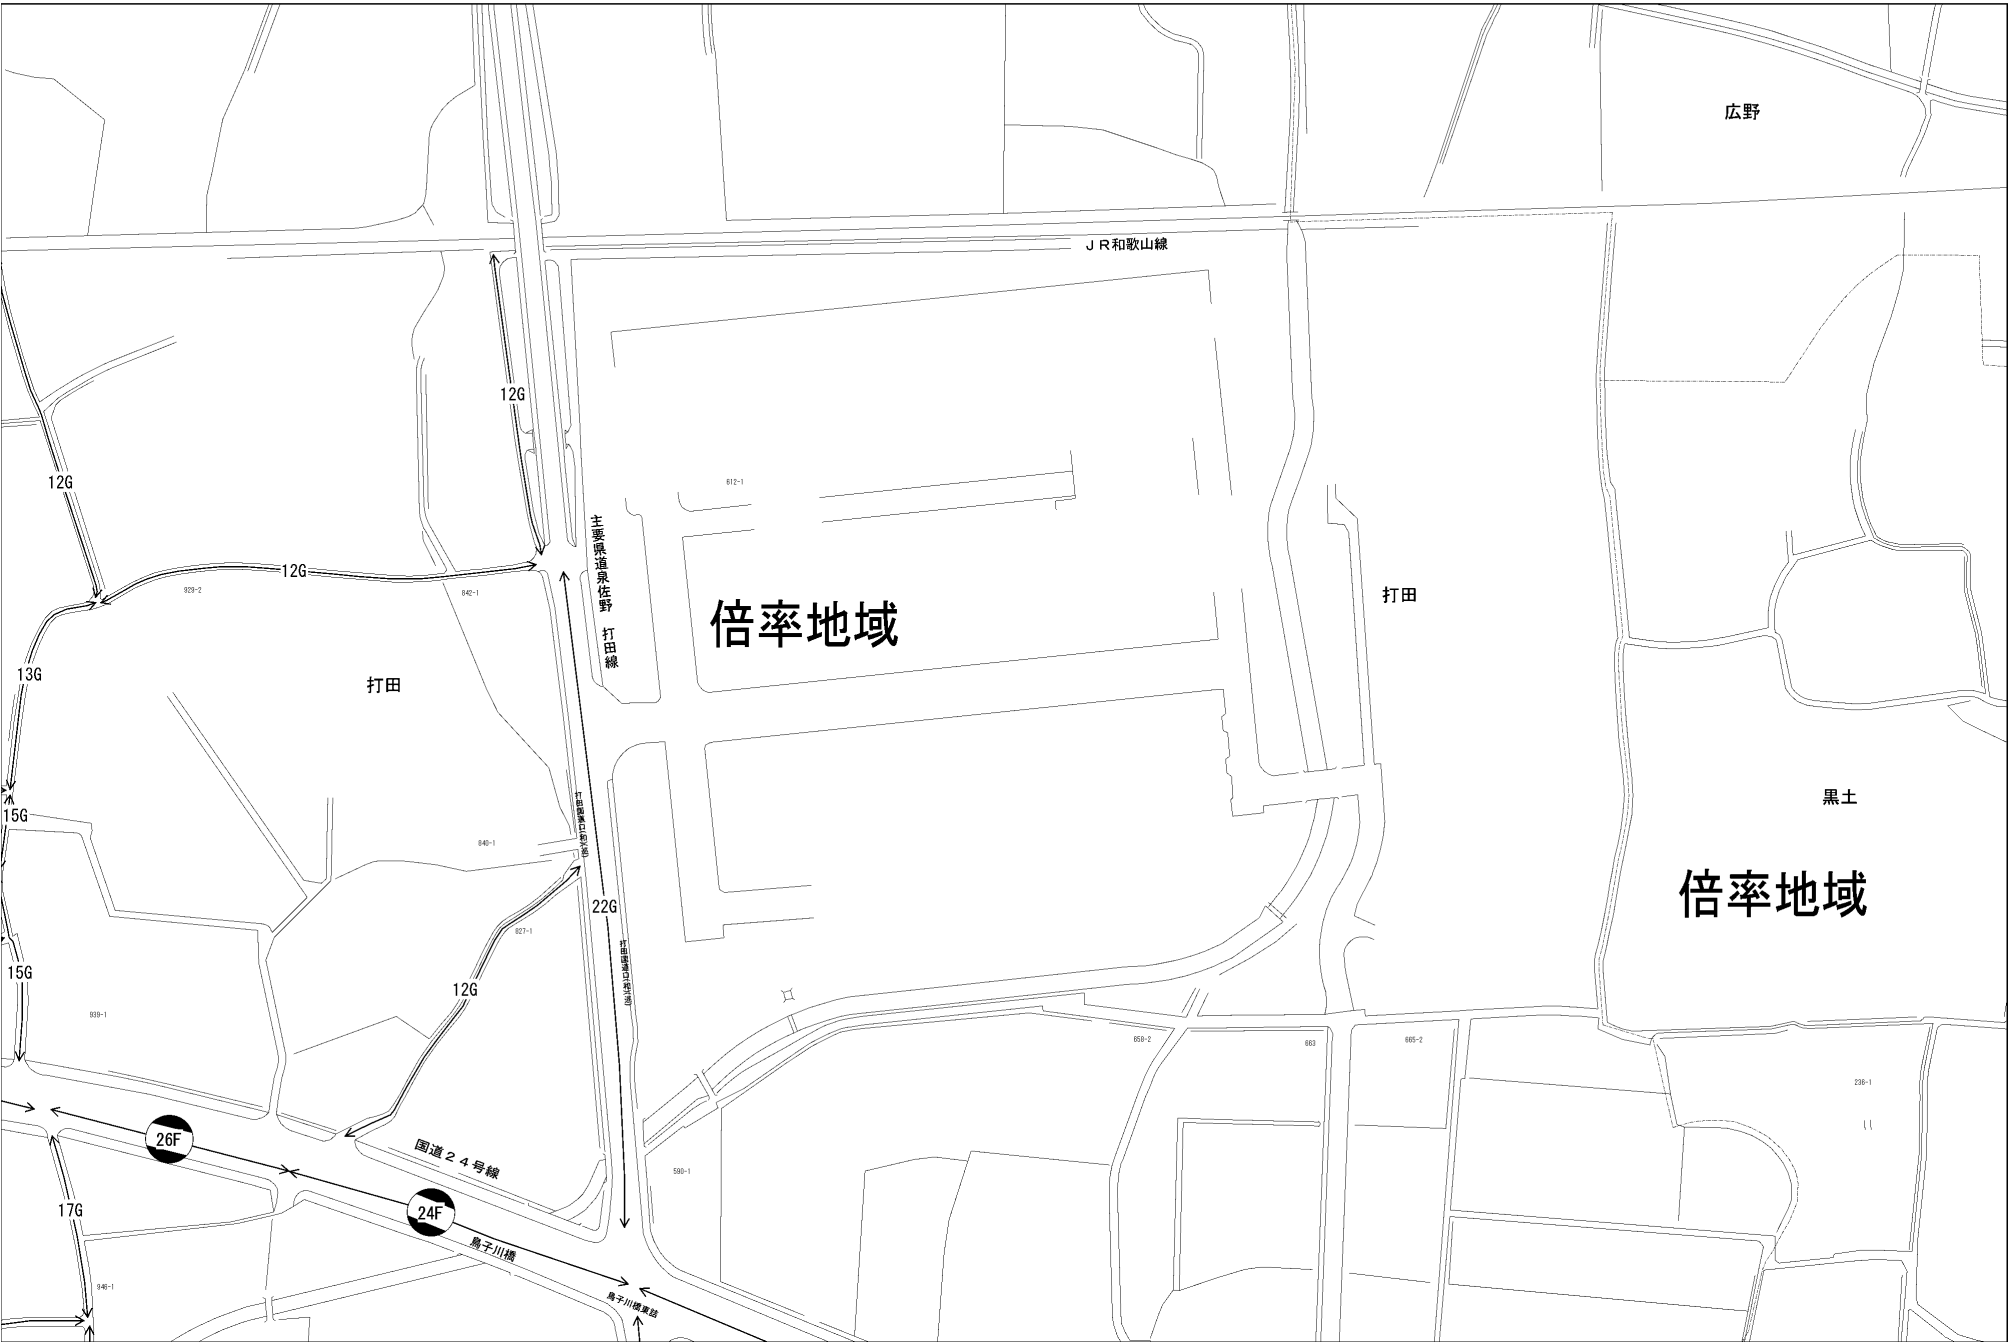 広野
ＪＲ和歌山線
12G
12G
612-1
主要県道泉佐野　打田線
12G
929-2
842-1
倍率地域
打田
13G
打田
黒土
15G
840-1
倍率地域
22G
827-1
15G
12G
939-1
658-2
663
665-2
236-1
26F
国道２４号線
590-1
17G
24F
鳥子川橋
946-1
鳥子川橋東詰